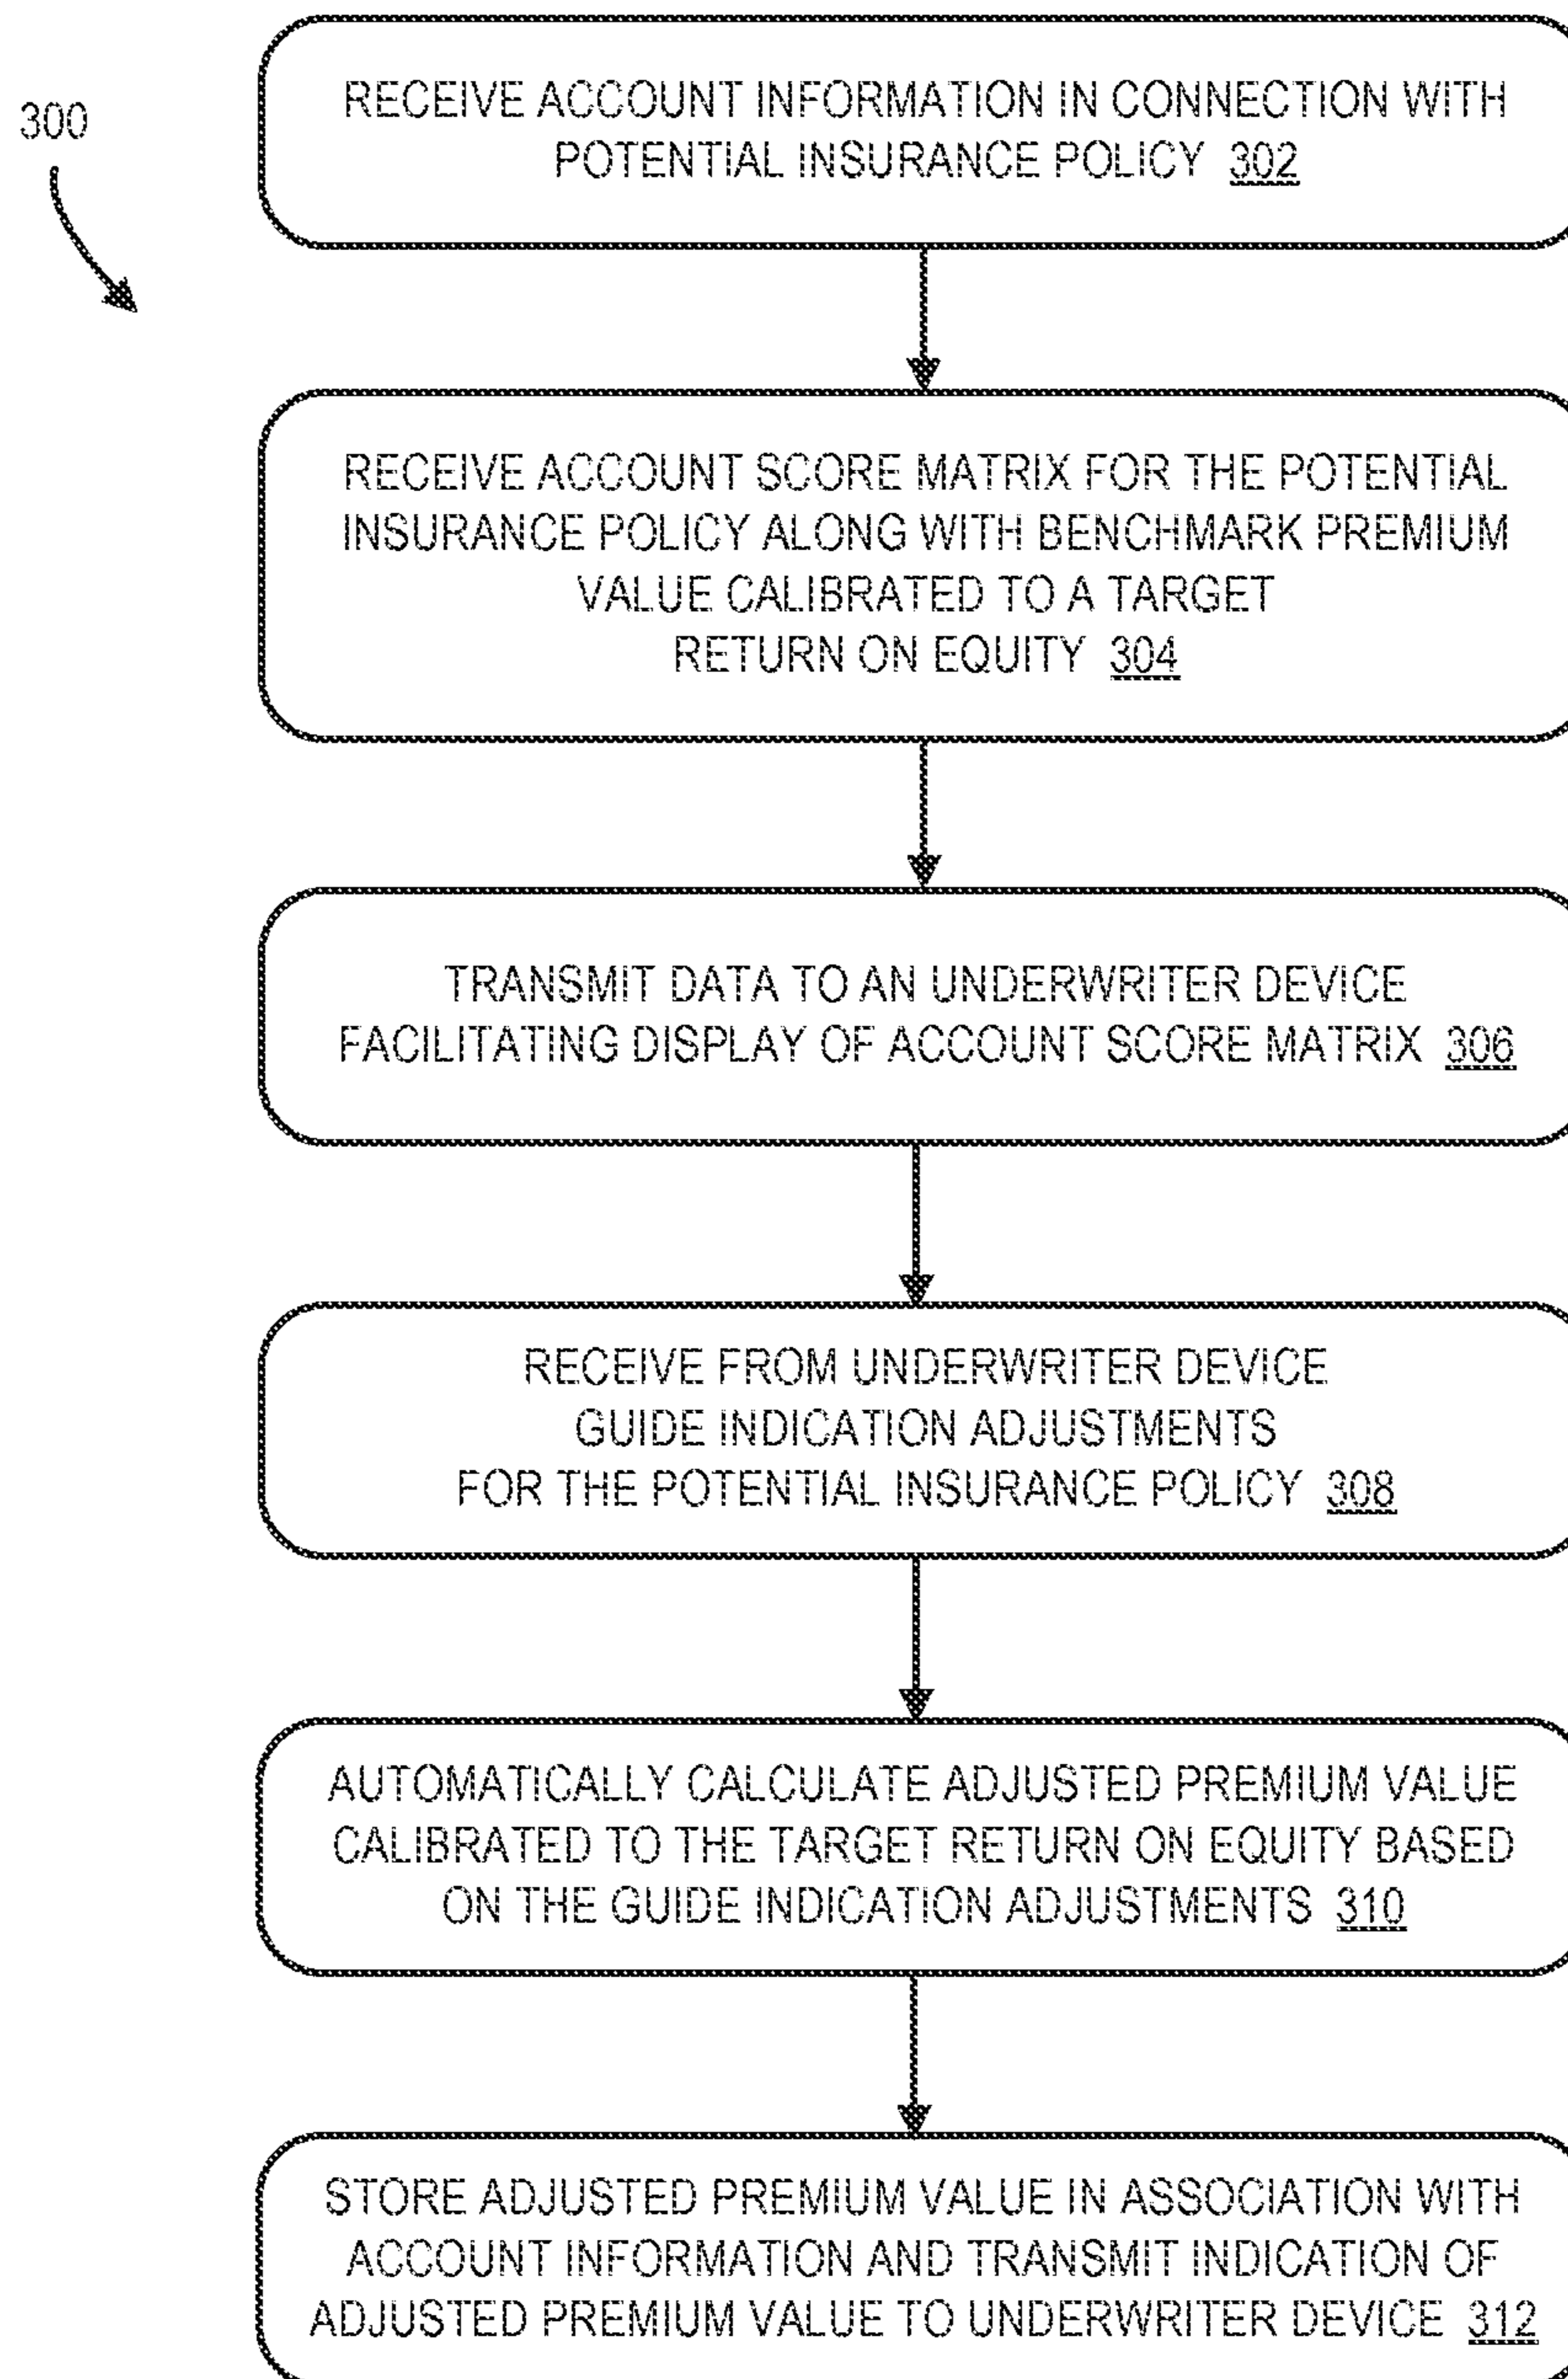 300
RECEIVE ACCOUNT INFORMATION IN CONNECTION WITH
POTENTIAL INSURANCE POLICY 302
RECEIVE ACCOUNT SCORE MATRIX FOR THE POTENTIAL
INSURANCE POLICY ALONG WITH BENCHMARK PREMIUM
VALUE CALIBRATED TO A TARGET
RETURN ON EQUITY 304
TRANSMIT DATA TO AN UNDERWRITER DEVICE
FACILITATING DISPLAY OF ACCOUNT SCORE MATRIX 306
RECEIVE FROM UNDERWRITER DEVICE
GUIDE INDICATION ADJUSTMENTS
FOR THE POTENTIAL INSURANCE POLICY 308
AUTOMATICALLY CALCULATE ADJUSTED PREMIUM VALUE
CALIBRATED TO THE TARGET RETURN ON EQUITY BASED
ON THE GUIDE INDICATION ADJUSTMENTS 310
STORE ADJUSTED PREMIUM VALUE IN ASSOCIATION WITH
ACCOUNT INFORMATION AND TRANSMIT INDICATION OF
ADJUSTED PREMIUM VALUE TO UNDERWRITER DEVICE 312